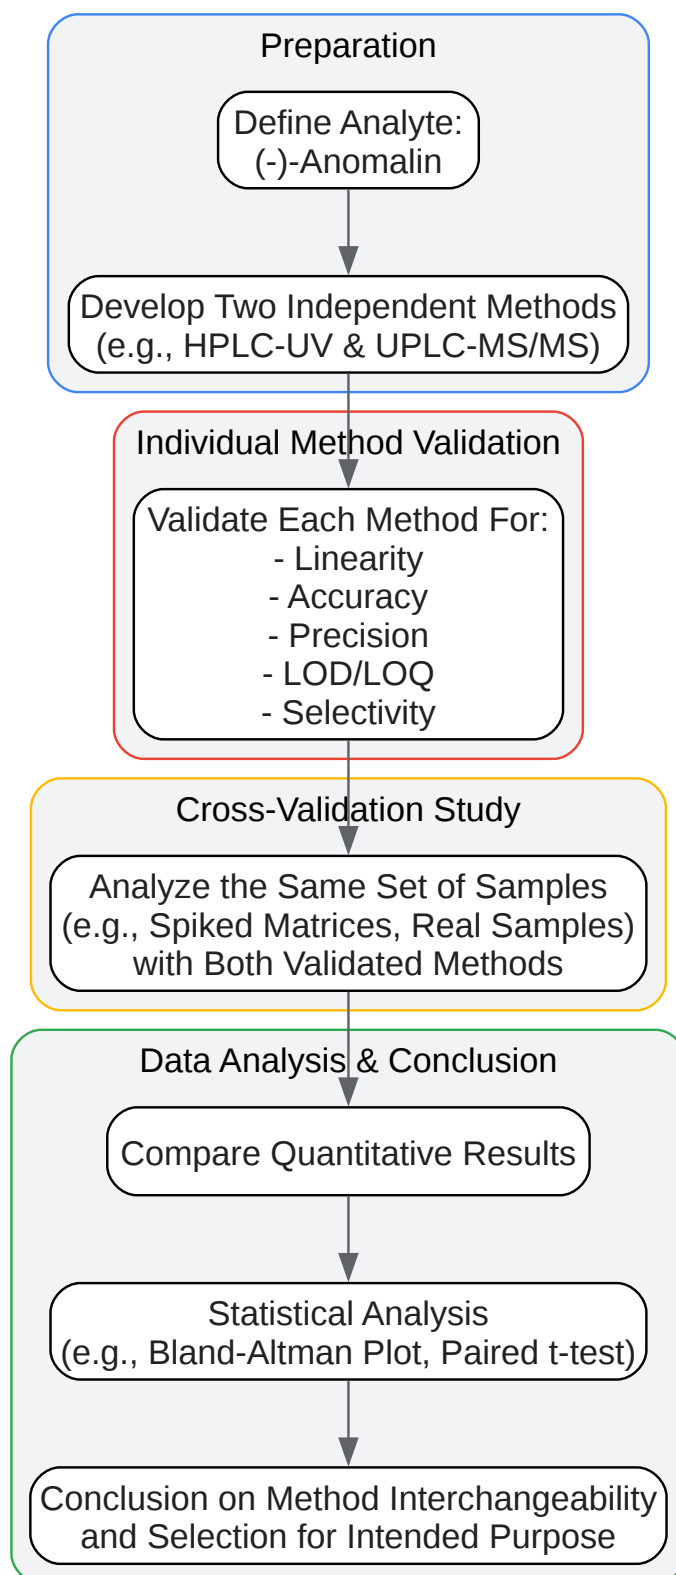 Preparation
Define Analyte:
(-)-Anomalin
Develop Two Independent Methods
(e.g., HPLC-UV & UPLC-MS/MS)
Individual Method Validation
Validate Each Method For:
- Linearity
- Accuracy
- Precision
- LOD/LOQ
- Selectivity
Cross-Validation Study
Analyze the Same Set of Samples
(e.g., Spiked Matrices, Real Samples)
with Both Validated Methods
Data Analysis & Conclusion
Compare Quantitative Results
Statistical Analysis
(e.g., Bland-Altman Plot, Paired t-test)
Conclusion on Method Interchangeability
and Selection for Intended Purpose